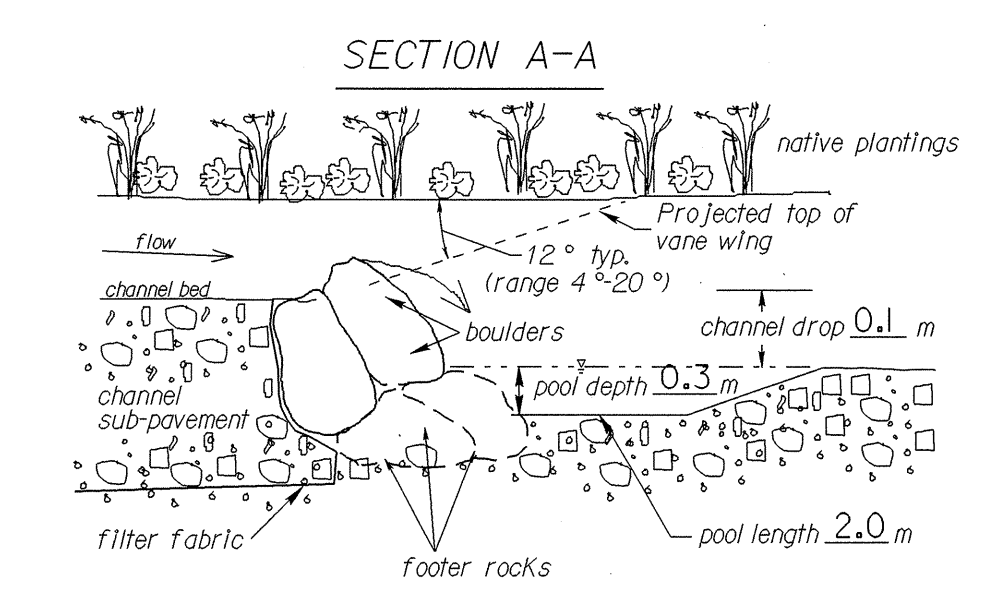 SECTION A-A
native plantings
Projected top of
vane wing
flow
12° typ.
(range 4°-20°)
channel bed
boulders
channel drop 0.1 m
pool depth 0.3 m
channel
sub-pavement
filter fabric
pool length 2.0 m
footer rocks